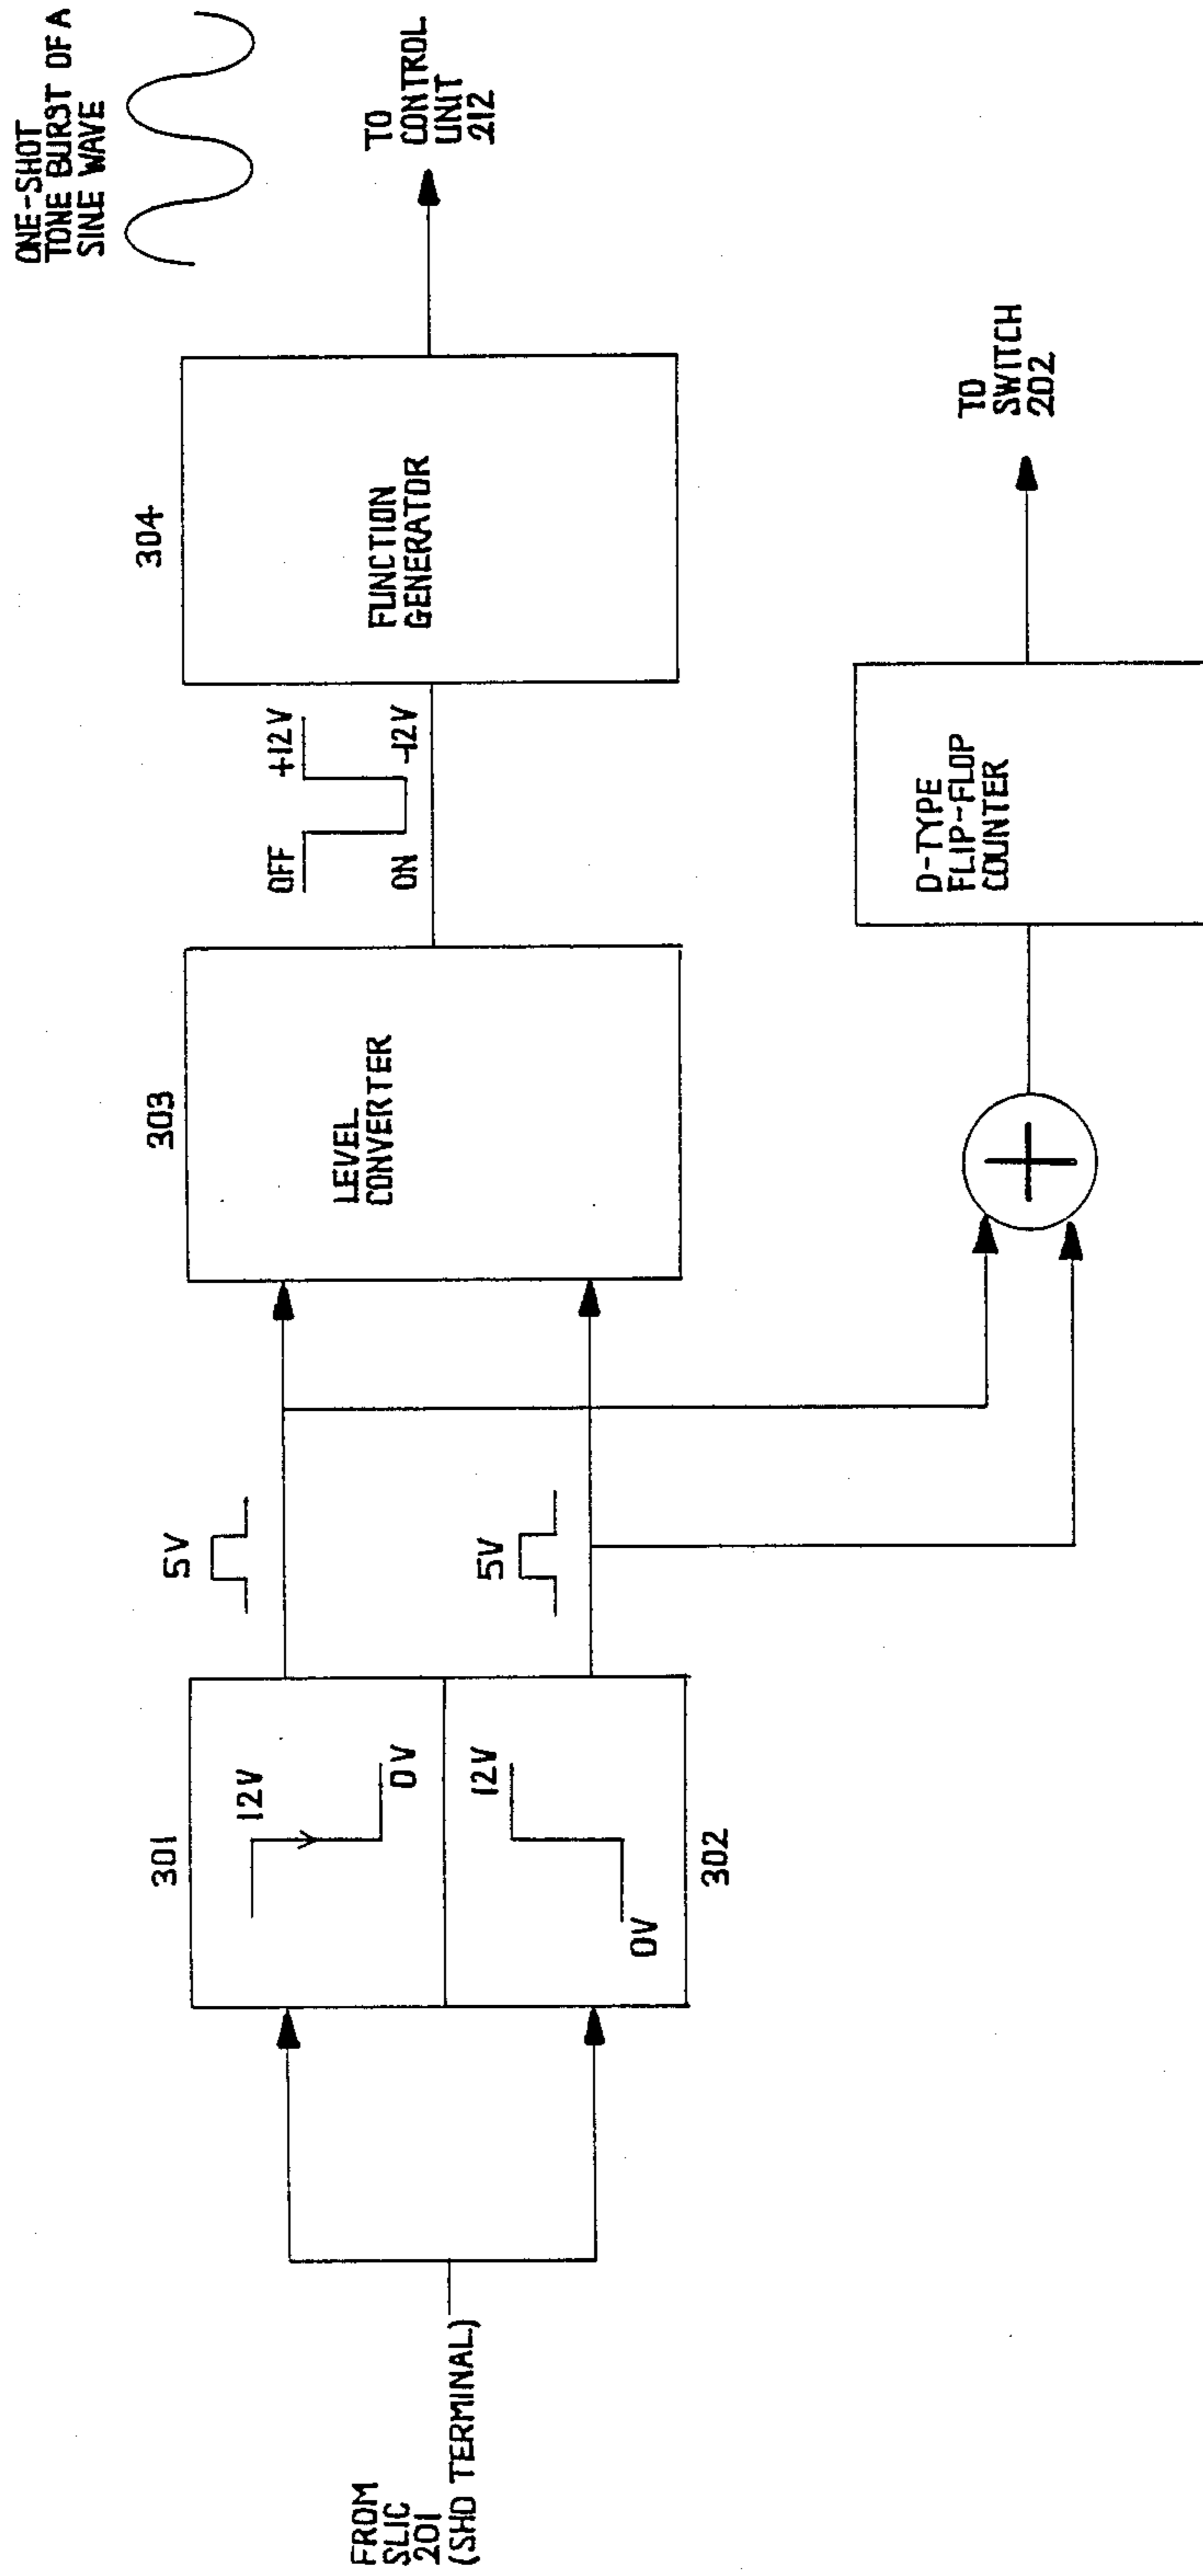 FROM
SLIC
201
(SHD TERMINAL)
301
12V
0V
12V
0V
302
5V
5V
303
LEVEL
CONVERTER
OFF
+12V
ON
-12V
304
FUNCTION
GENERATOR
ONE-SHOT
TONE BURST OF A
SINE WAVE
TO
CONTROL
UNIT
212
D-TYPE
FLIP-FLOP
COUNTER
TO
SWITCH
202